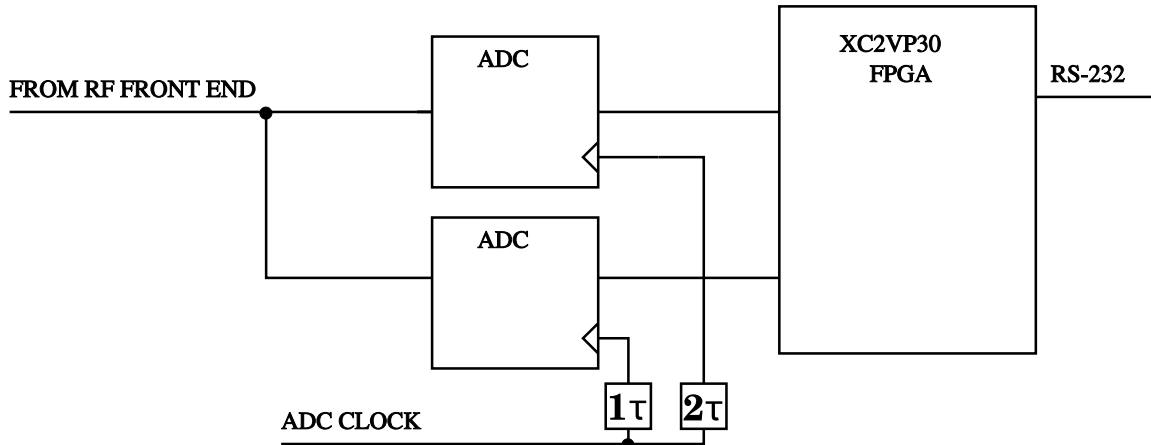 ADC
XC2VP30
FPGA
FROM RF FRONT END
RS-232
ADC
1τ
2τ
ADC CLOCK